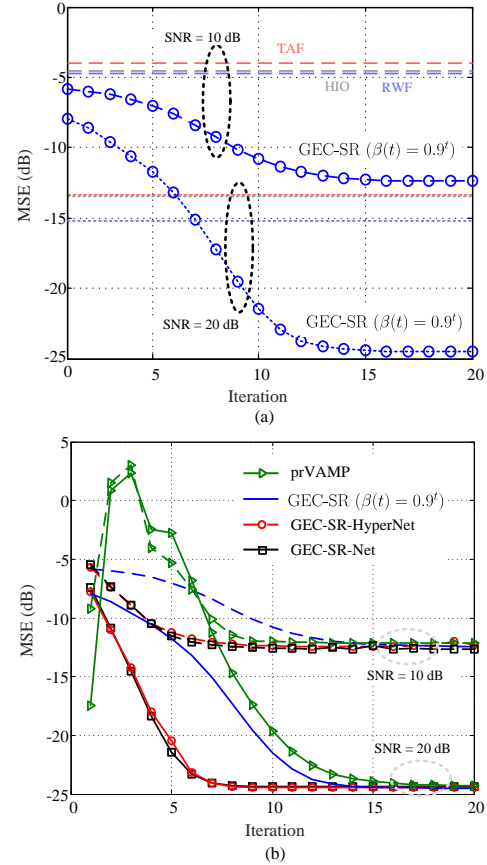 -5
0
-5
-10
-15
-20
-25
MSE (dB)
SNR = 10 dB
TAF
HIO
RWF
GEC-SR (β(t) = 0.9^t)
SNR = 20 dB
GEC-SR (β(t) = 0.9^t)
0 5 10 15 20
Iteration
(a)
5
0
-5
-10
-15
-20
-25
MSE (dB)
prVAMP
GEC-SR (β(t) = 0.9^t)
GEC-SR-HyperNet
GEC-SR-Net
SNR = 10 dB
SNR = 20 dB
0 5 10 15 20
Iteration
(b)